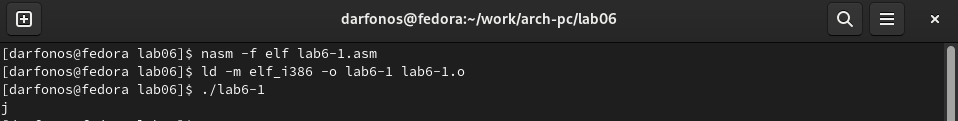 darfonos@fedora:~/work/arch-pc/lab06
[darfonos@fedora lab06]$ nasm -f elf lab6-1.asm
[darfonos@fedora lab06]$ ld -m elf_i386 -o lab6-1 lab6-1.o
[darfonos@fedora lab06]$ ./lab6-1
j